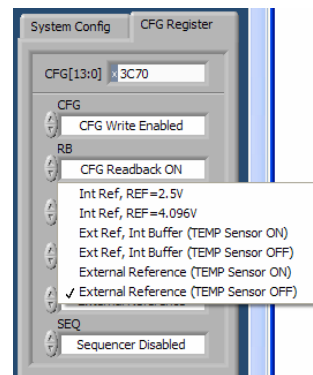 System Config CFG Register
CFG[13:0] x 3C70
CFG
CFG Write Enabled
RB
CFG Readback ON
Int Ref, REF=2.5V
Int Ref, REF=4.096V
Ext Ref, Int Buffer (TEMP Sensor ON)
Ext Ref, Int Buffer (TEMP Sensor OFF)
External Reference (TEMP Sensor ON)
✓ External Reference (TEMP Sensor OFF)
SEQ
Sequencer Disabled